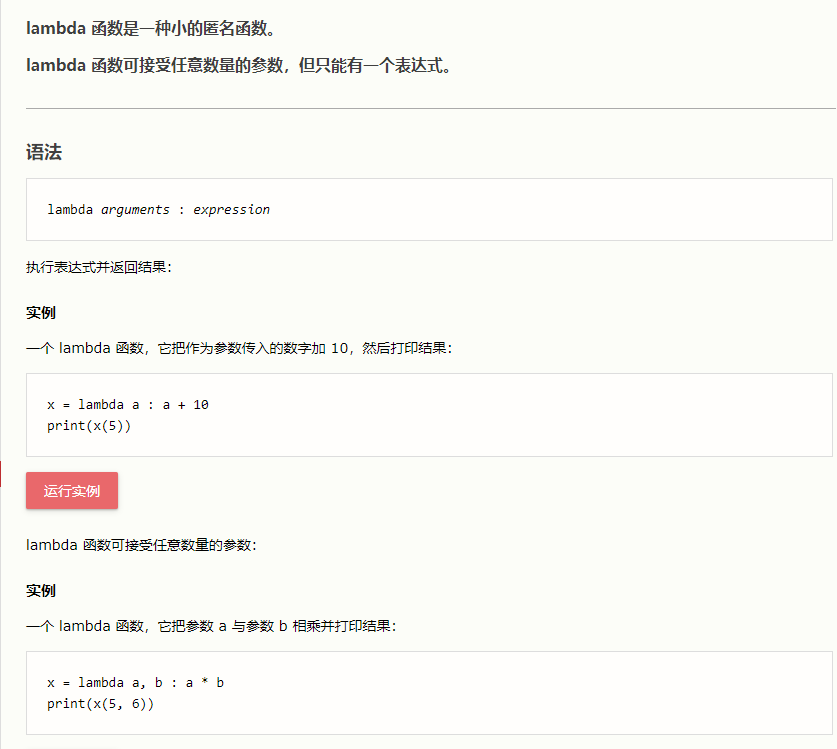 lambda 函数是一种小的匿名函数。
lambda 函数可接受任意数量的参数，但只能有一个表达式。
语法
lambda arguments : expression
执行表达式并返回结果：
实例
一个 lambda 函数，它把作为参数传入的数字加 10，然后打印结果：
x = lambda a : a + 10
print(x(5))
运行实例
lambda 函数可接受任意数量的参数：
实例
一个 lambda 函数，它把参数 a 与参数 b 相乘并打印结果：
x = lambda a, b : a * b
print(x(5, 6))